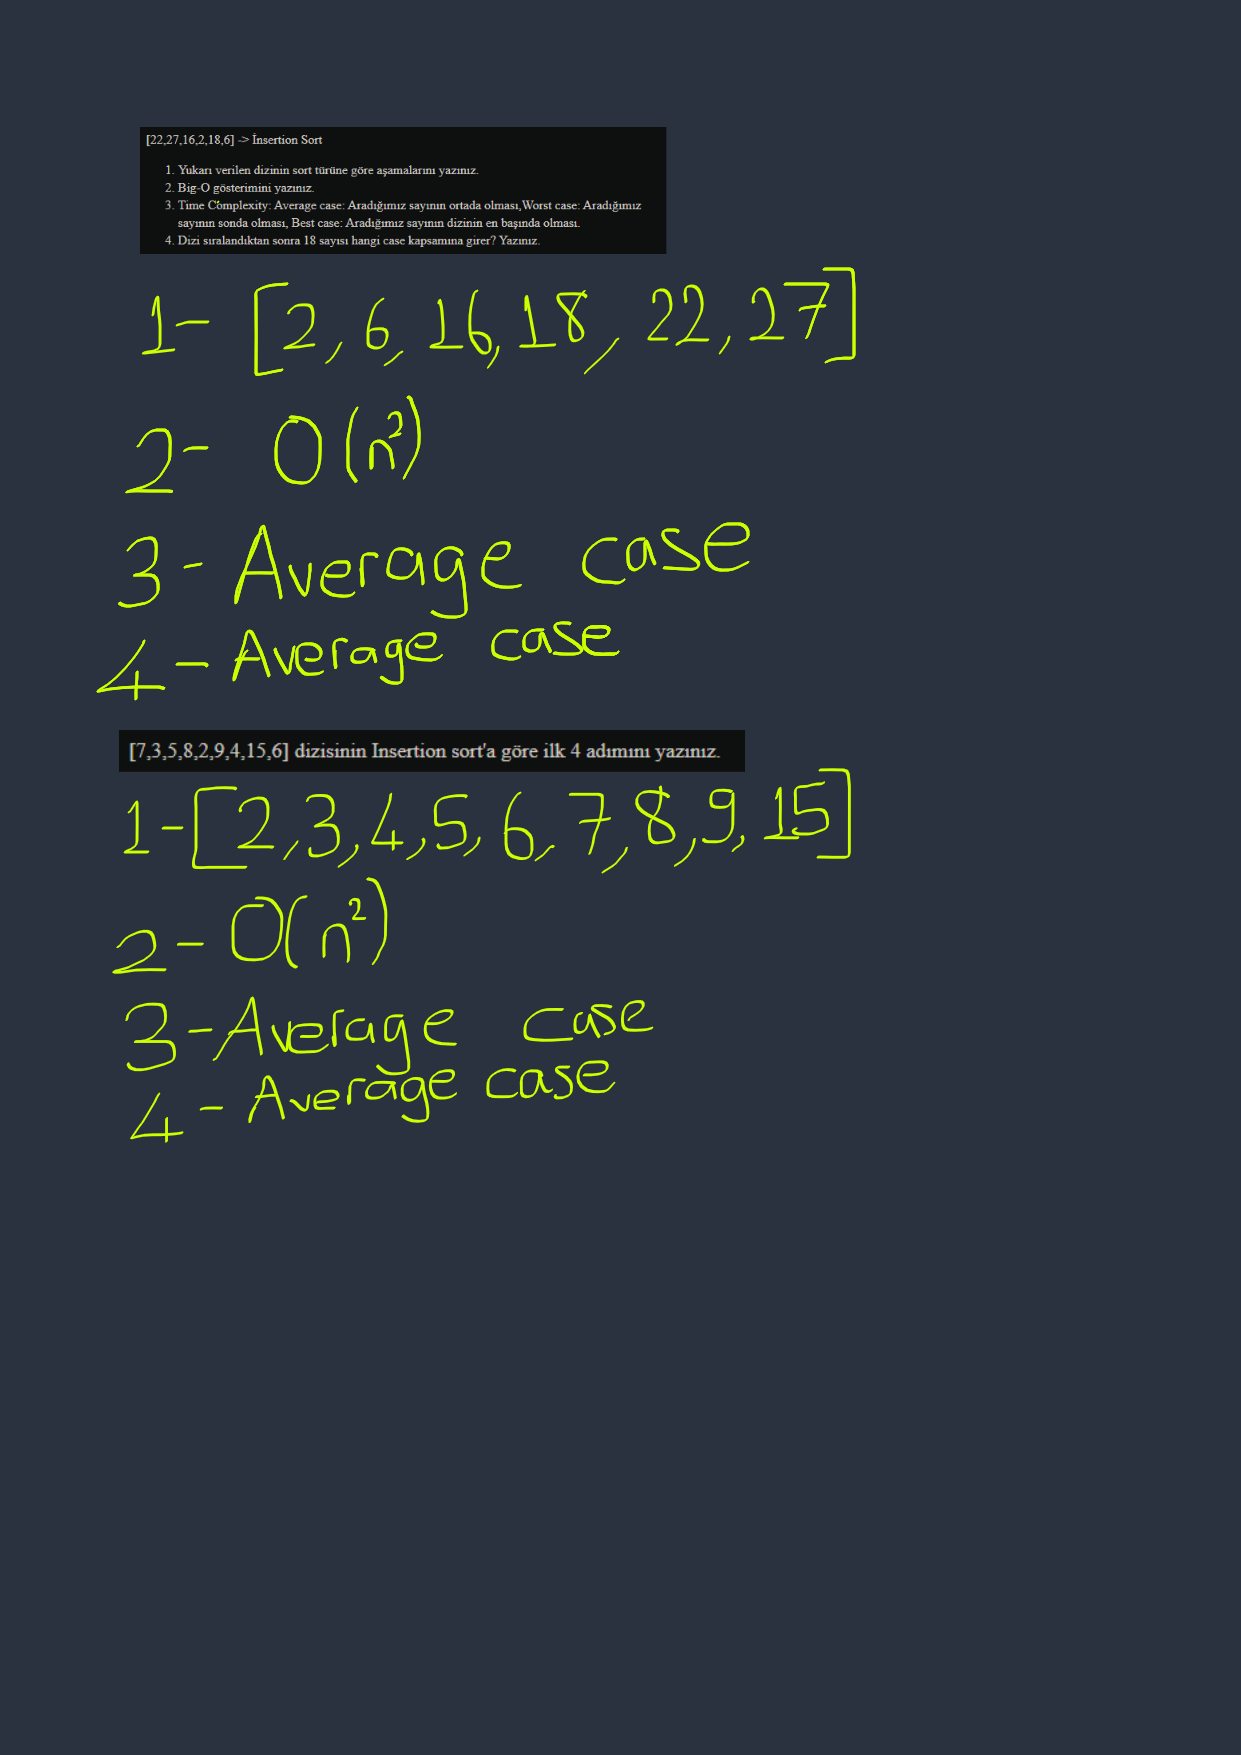 [22,27,16,2,18,6] -> İnsertion Sort
1. Yukarı verilen dizinin sort türüne göre aşamalarını yazınız.
2. Big-O gösterimini yazınız.
3. Time Complexity: Average case: Aradığımız sayının ortada olması,Worst case: Aradığımız
sayının sonda olması, Best case: Aradığımız sayının dizinin en başında olması.
4. Dizi sıralandıktan sonra 18 sayısı hangi case kapsamına girer? Yazınız.
1- [2, 6, 16, 18, 22, 27]
2- O(n²)
3- Average case
4- Average case
[7,3,5,8,2,9,4,15,6] dizisinin Insertion sort'a göre ilk 4 adımını yazınız.
1-[2,3,4,5,6,7,8,9,15]
2- O(n²)
3-Average case
4- Average case